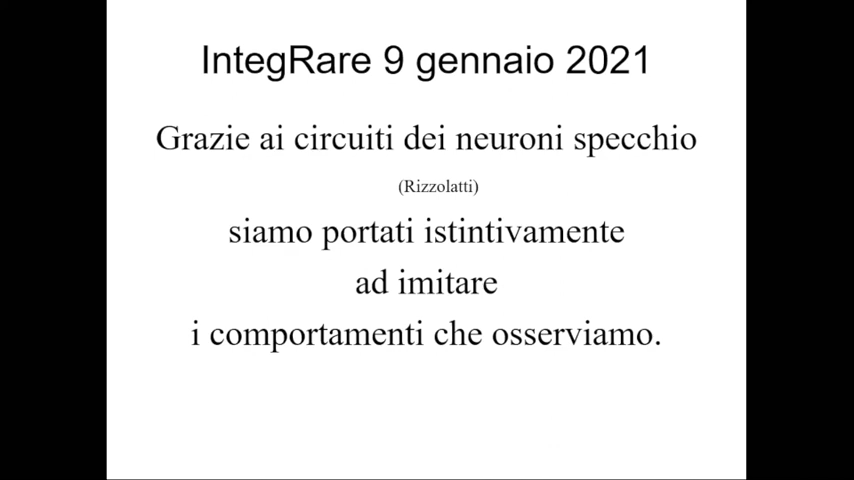 IntegRare 9 gennaio 2021
Grazie ai circuiti dei neuroni specchio
(Rizzolatti)
siamo portati istintivamente
ad imitare
i comportamenti che osserviamo.